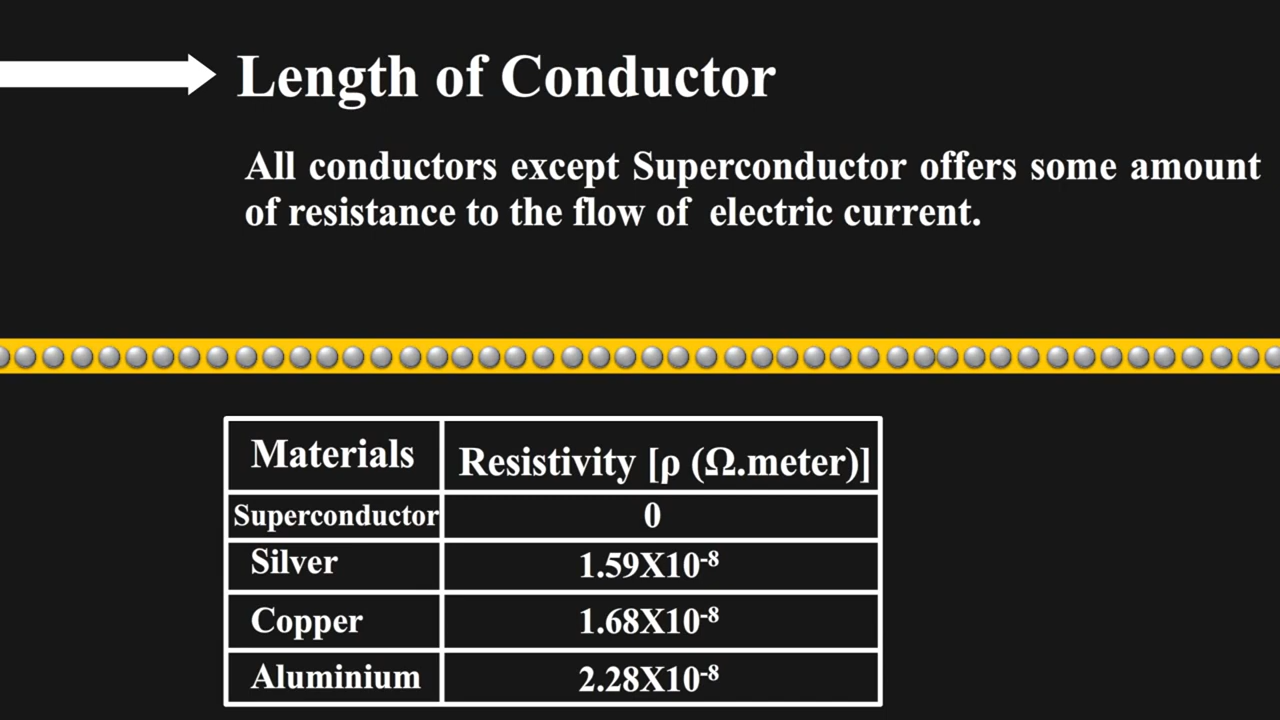 Length of Conductor
All conductors except Superconductor offers some amount
of resistance to the flow of electric current.
Materials Resistivity [ρ (Ω.meter)]
Superconductor 0
Silver 1.59X10⁻⁸
Copper 1.68X10⁻⁸
Aluminium 2.28X10⁻⁸